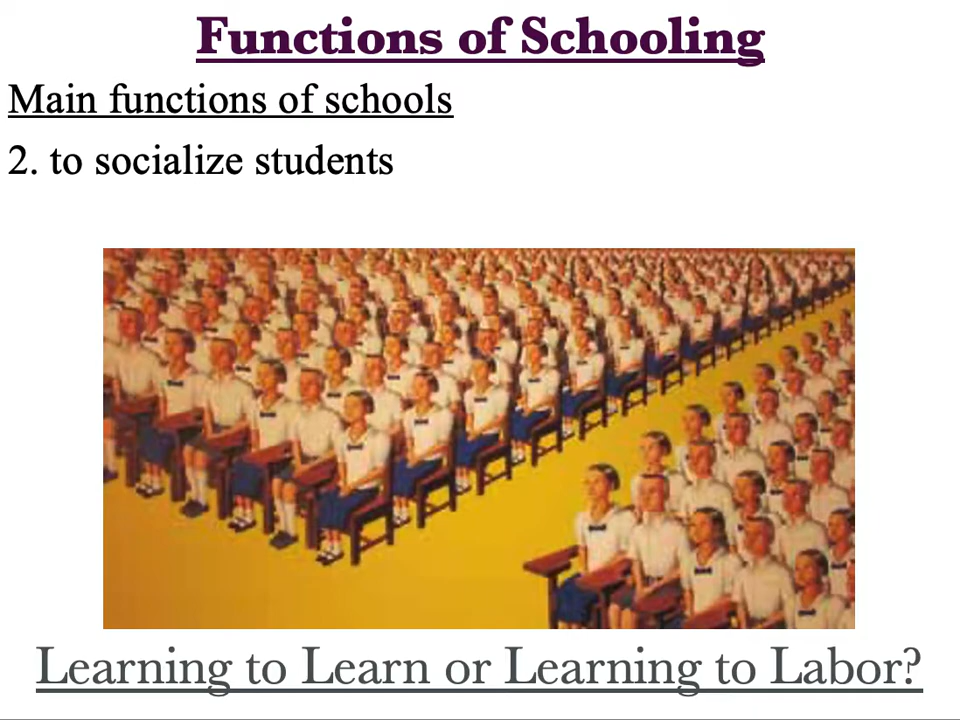 Functions of Schooling
Main functions of schools
2. to socialize students
Learning to Learn or Learning to Labor?